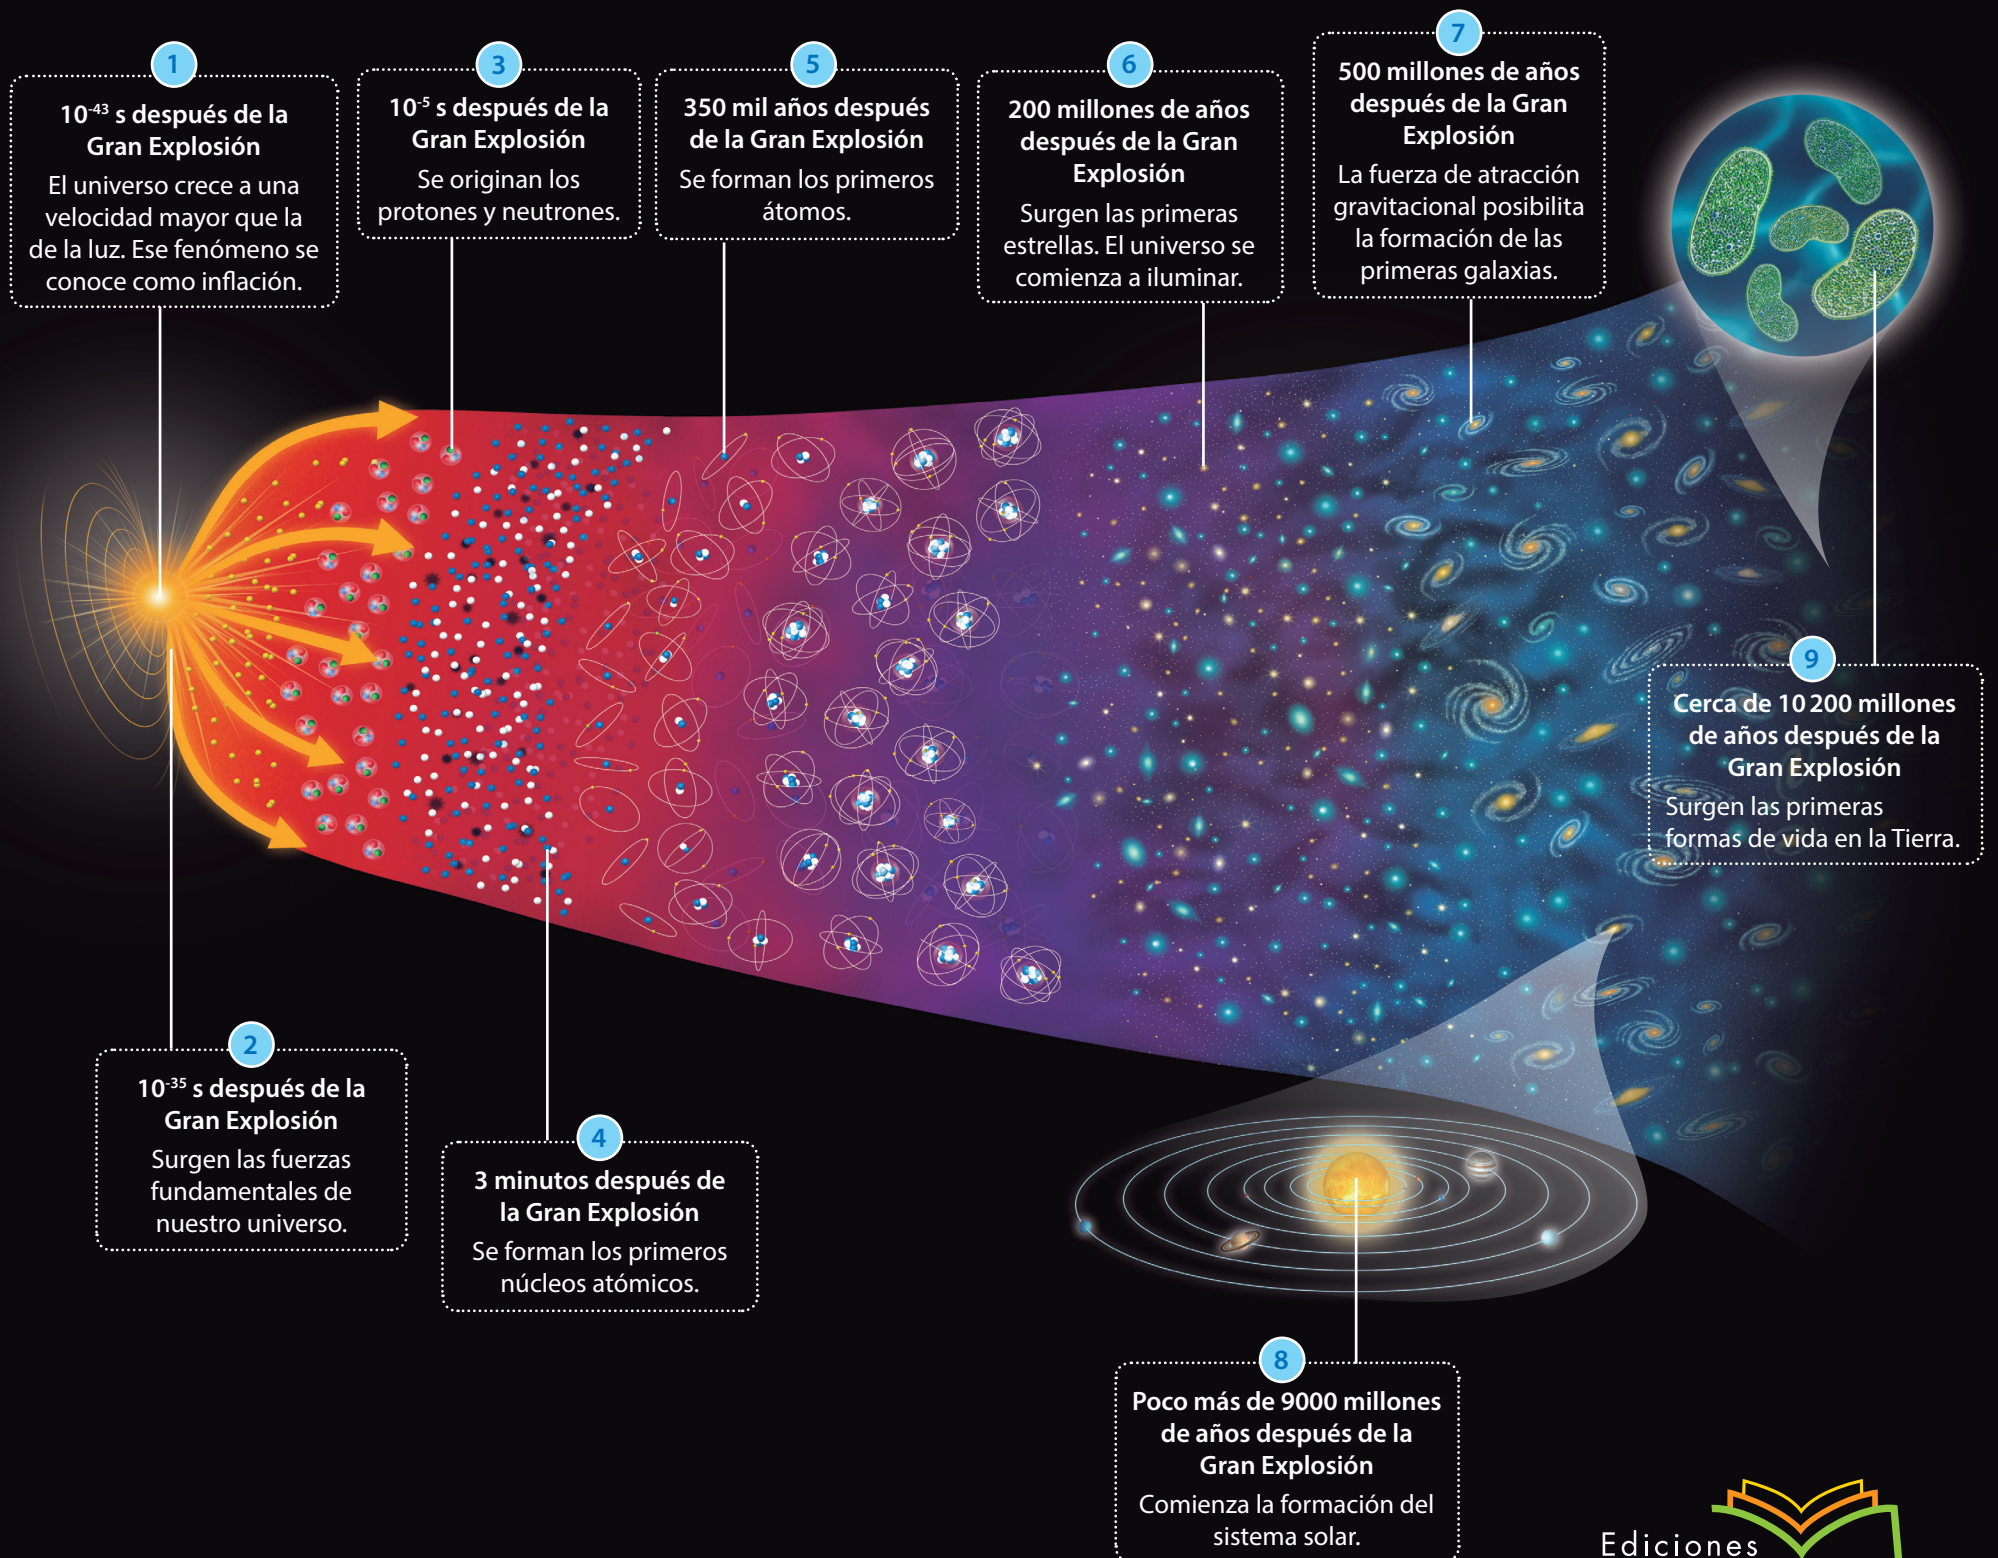 1
10⁻⁴³ s después de la
Gran Explosión
El universo crece a una
velocidad mayor que la
de la luz. Ese fenómeno se
conoce como inflación.
2
10⁻³⁵ s después de la
Gran Explosión
Surgen las fuerzas
fundamentales de
nuestro universo.
3
10⁻⁵ s después de la
Gran Explosión
Se originan los
protones y neutrones.
4
3 minutos después de
la Gran Explosión
Se forman los primeros
núcleos atómicos.
5
350 mil años después
de la Gran Explosión
Se forman los primeros
átomos.
6
200 millones de años
después de la Gran
Explosión
Surgen las primeras
estrellas. El universo se
comienza a iluminar.
7
500 millones de años
después de la Gran
Explosión
La fuerza de atracción
gravitacional posibilita
la formación de las
primeras galaxias.
8
Poco más de 9000 millones
de años después de la
Gran Explosión
Comienza la formación del
sistema solar.
9
Cerca de 10 200 millones
de años después de la
Gran Explosión
Surgen las primeras
formas de vida en la Tierra.
Ediciones